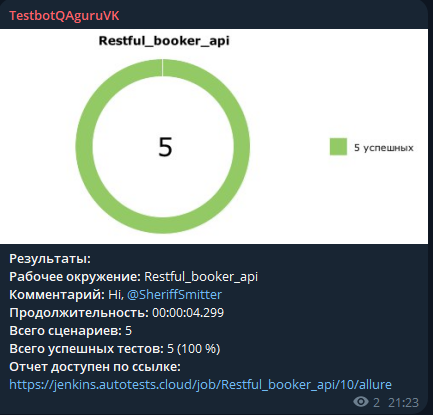 TestbotQAguruVK
Restful_booker_api
5
5 успешных
Результаты:
Рабочее окружение: Restful_booker_api
Комментарий: Hi, @SheriffSmitter
Продолжительность: 00:00:04.299
Всего сценариев: 5
Всего успешных тестов: 5 (100 %)
Отчет доступен по ссылке:
https://jenkins.autotests.cloud/job/Restful_booker_api/10/allure
2 21:23